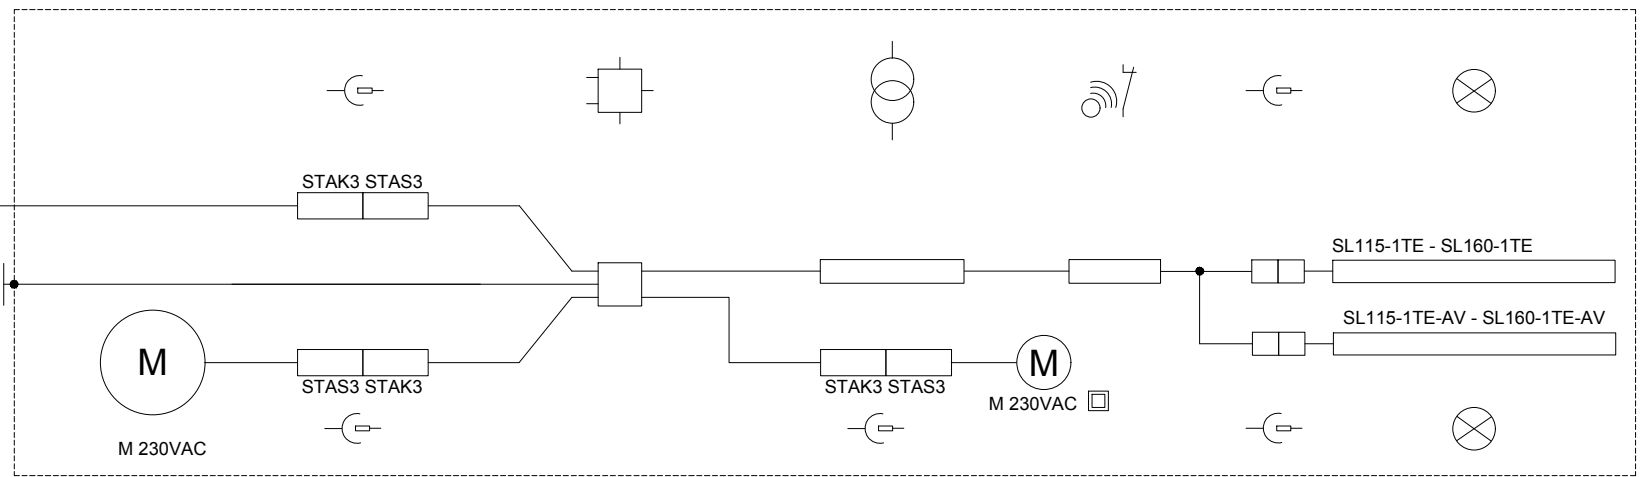 STAK3 STAS3
SL115-1TE - SL160-1TE
SL115-1TE-AV - SL160-1TE-AV
M
M
STAS3 STAK3
STAK3 STAS3
M 230VAC
M 230VAC